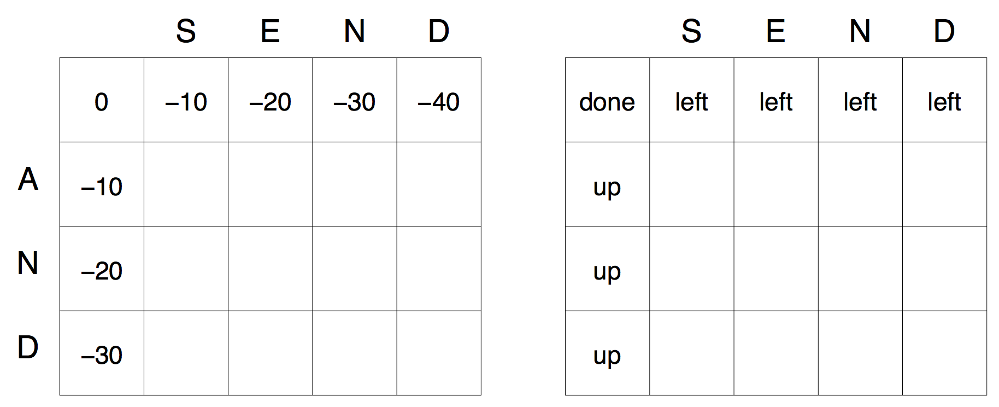 S E N D S E N D
0 –10 –20 –30 –40 done left left left left
A –10 up
N –20 up
D –30 up